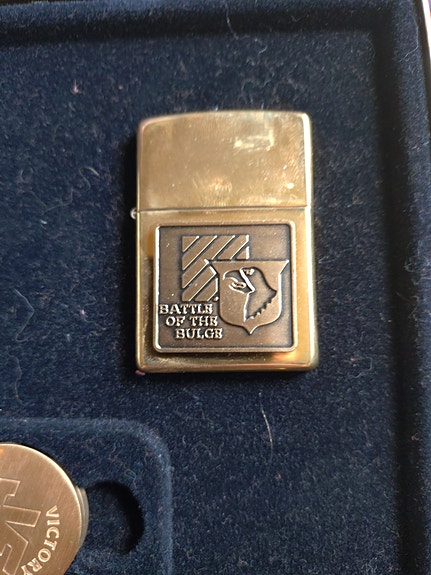 BATTLE
OF THE
BULGE
VICTORY